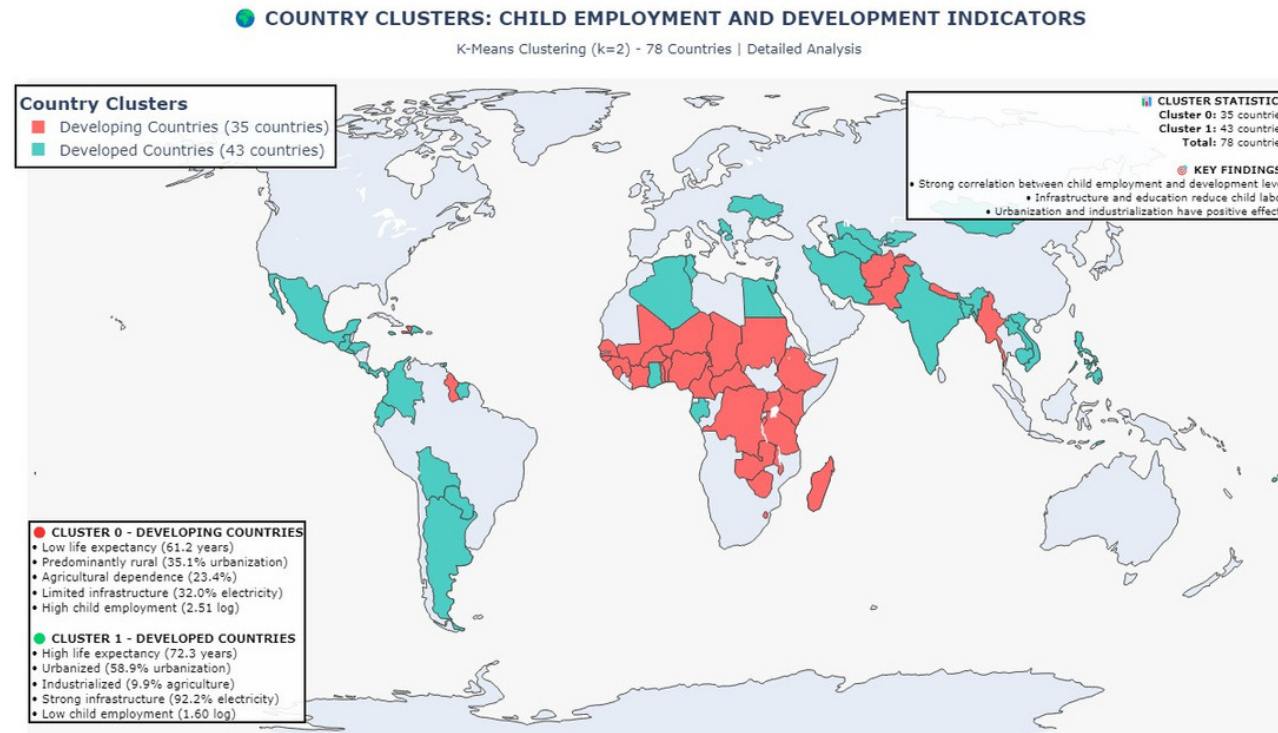 🌍 COUNTRY CLUSTERS: CHILD EMPLOYMENT AND DEVELOPMENT INDICATORS
K-Means Clustering (k=2) - 78 Countries | Detailed Analysis
Country Clusters
Developing Countries (35 countries)
Developed Countries (43 countries)
📊 CLUSTER STATISTIC
Cluster 0: 35 countrie
Cluster 1: 43 countrie
Total: 78 countrie
🎯 KEY FINDINGS
• Strong correlation between child employment and development leve
• Infrastructure and education reduce child labo
• Urbanization and industrialization have positive effect
🔴 CLUSTER 0 - DEVELOPING COUNTRIES
• Low life expectancy (61.2 years)
• Predominantly rural (35.1% urbanization)
• Agricultural dependence (23.4%)
• Limited infrastructure (32.0% electricity)
• High child employment (2.51 log)
🟢 CLUSTER 1 - DEVELOPED COUNTRIES
• High life expectancy (72.3 years)
• Urbanized (58.9% urbanization)
• Industrialized (9.9% agriculture)
• Strong infrastructure (92.2% electricity)
• Low child employment (1.60 log)